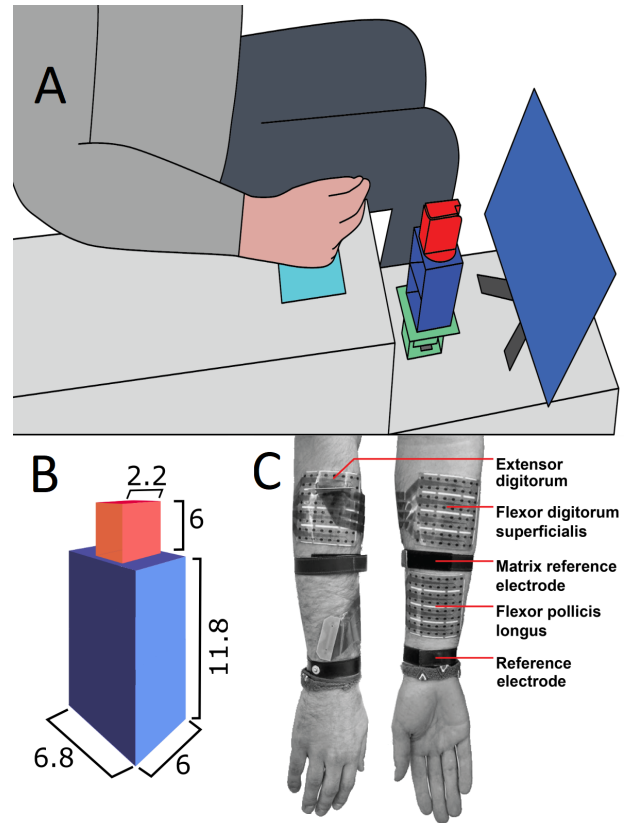 A
B
2.2
6
11.8
6.8
6
C
Extensor
digitorum
Flexor digitorum
superficialis
Matrix reference
electrode
Flexor pollicis
longus
Reference
electrode